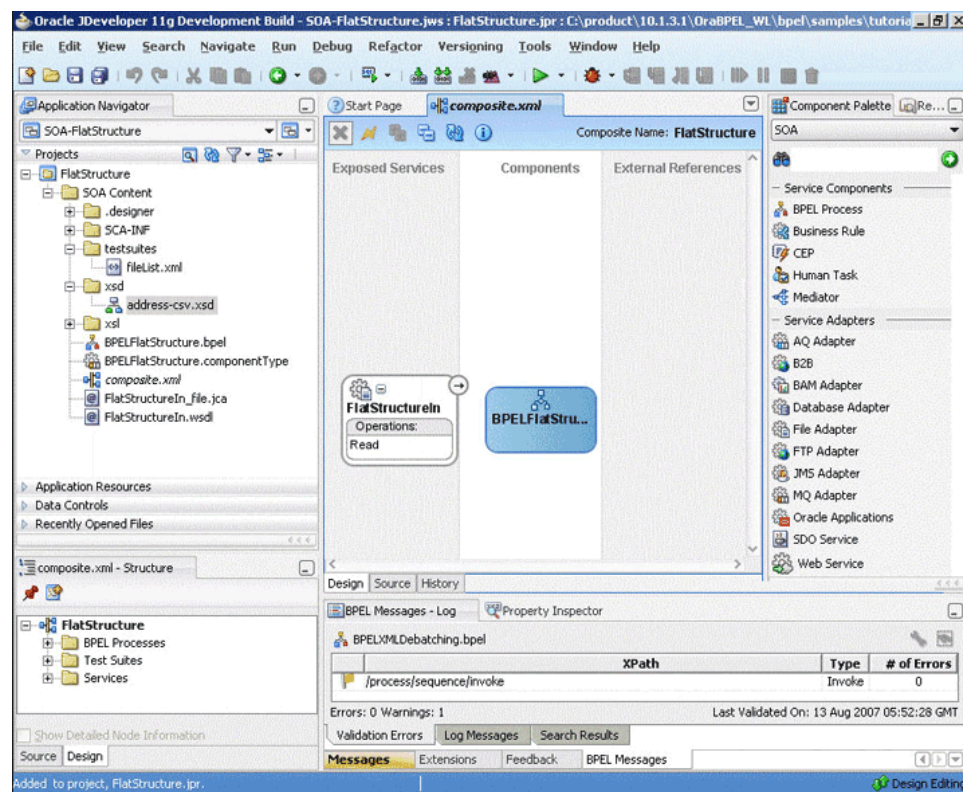 Oracle JDeveloper 11g Development Build - SOA-FlatStructure.jws : FlatStructure.jpr : C:\product\10.1.3.1\OraBPEL_WL\bpel\samples\tutoria
File Edit View Search Navigate Run Debug Refactor Versioning Tools Window Help
Application Navigator
SOA-FlatStructure
Projects
FlatStructure
SOA Content
.designer
SCA-INF
testsuites
fileList.xml
xsd
address-csv.xsd
xsl
BPELFlatStructure.bpel
BPELFlatStructure.componentType
composite.xml
FlatStructureIn_file.jca
FlatStructureIn.wsdl
Application Resources
Data Controls
Recently Opened Files
composite.xml - Structure
FlatStructure
BPEL Processes
Test Suites
Services
Show Detailed Node Information
Source Design
Start Page composite.xml
Composite Name: FlatStructure
Exposed Services Components External References
FlatStructureIn
Operations:
Read
BPELFlatStru...
Design Source History
Component Palette Re...
SOA
Service Components
BPEL Process
Business Rule
CEP
Human Task
Mediator
Service Adapters
AQ Adapter
B2B
BAM Adapter
Database Adapter
File Adapter
FTP Adapter
JMS Adapter
MQ Adapter
Oracle Applications
SDO Service
Web Service
BPEL Messages - Log Property Inspector
BPELXMLDebatching.bpel
XPath Type # of Errors
/process/sequence/invoke Invoke 0
Errors: 0 Warnings: 1 Last Validated On: 13 Aug 2007 05:52:28 GMT
Validation Errors Log Messages Search Results
Messages Extensions Feedback BPEL Messages
Added to project, FlatStructure.jpr. Design Editing